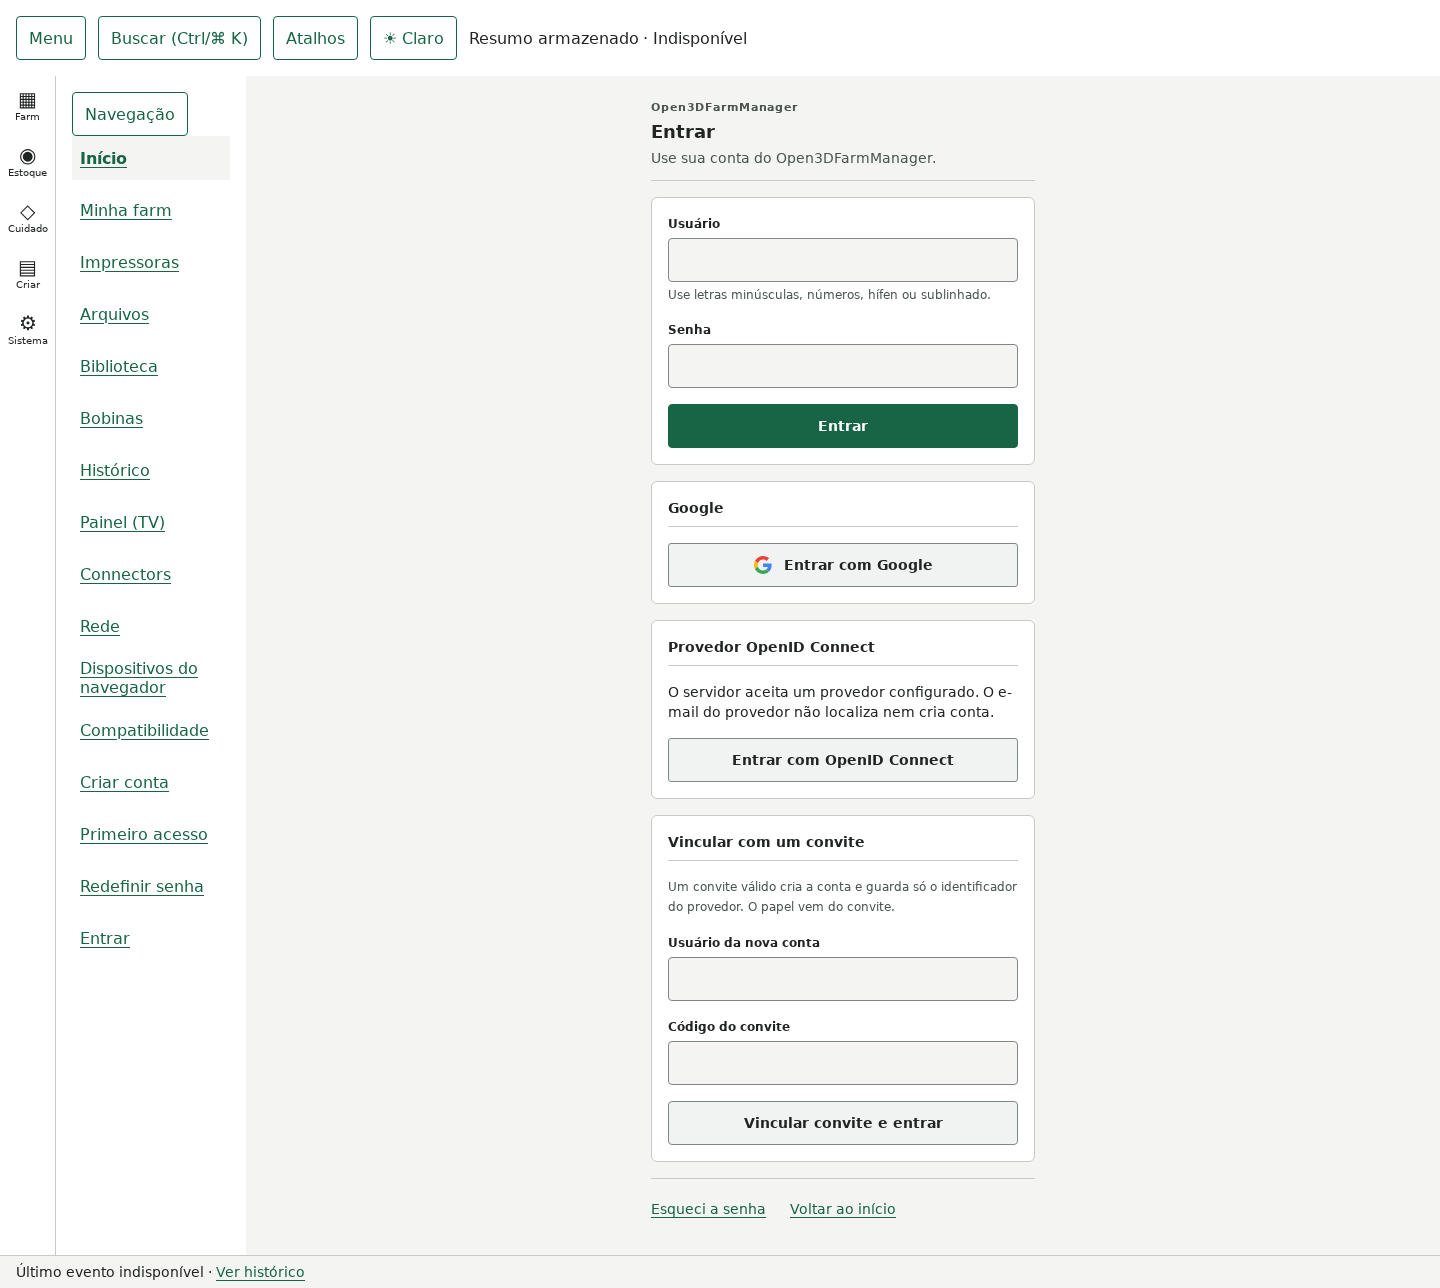 Menu
Buscar (Ctrl/⌘ K)
Atalhos
☀ Claro
Resumo armazenado · Indisponível
Farm
Estoque
Cuidado
Criar
Sistema
Navegação
Início
Minha farm
Impressoras
Arquivos
Biblioteca
Bobinas
Histórico
Painel (TV)
Connectors
Rede
Dispositivos do
navegador
Compatibilidade
Criar conta
Primeiro acesso
Redefinir senha
Entrar
Open3DFarmManager
Entrar
Use sua conta do Open3DFarmManager.
Usuário
Use letras minúsculas, números, hífen ou sublinhado.
Senha
Entrar
Google
Entrar com Google
Provedor OpenID Connect
O servidor aceita um provedor configurado. O e-
mail do provedor não localiza nem cria conta.
Entrar com OpenID Connect
Vincular com um convite
Um convite válido cria a conta e guarda só o identificador
do provedor. O papel vem do convite.
Usuário da nova conta
Código do convite
Vincular convite e entrar
Esqueci a senha
Voltar ao início
Último evento indisponível · Ver histórico